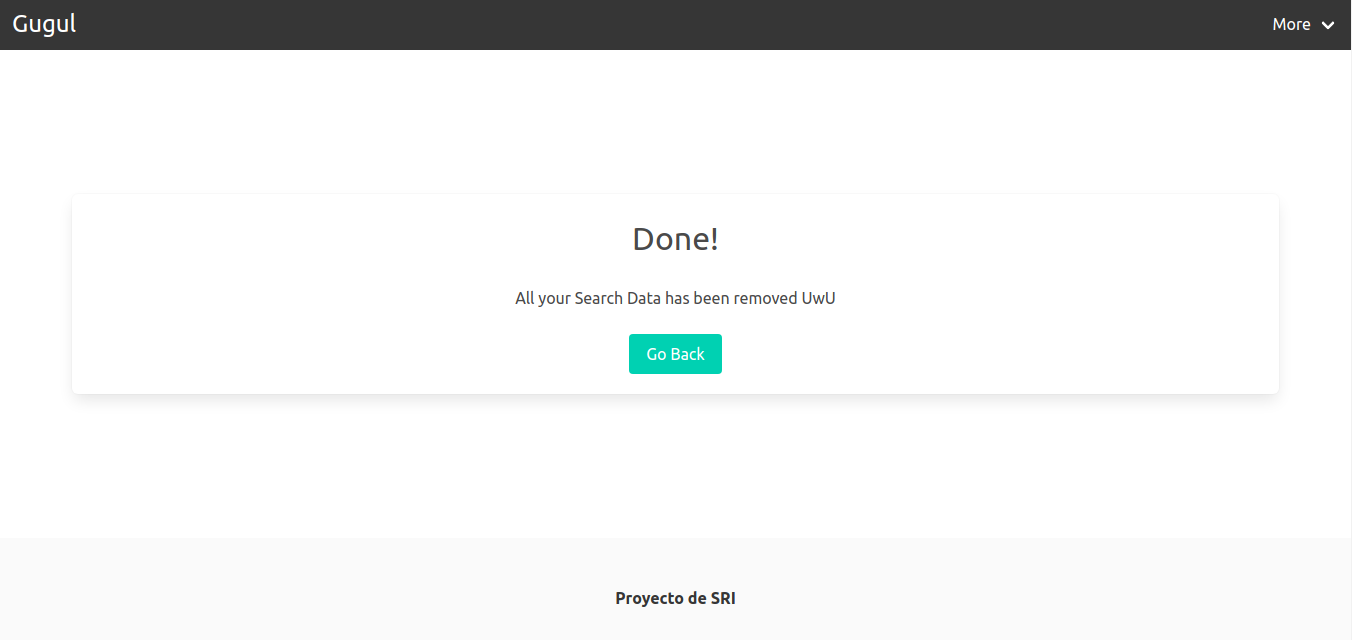 Gugul
More
Done!
All your Search Data has been removed UwU
Go Back
Proyecto de SRI